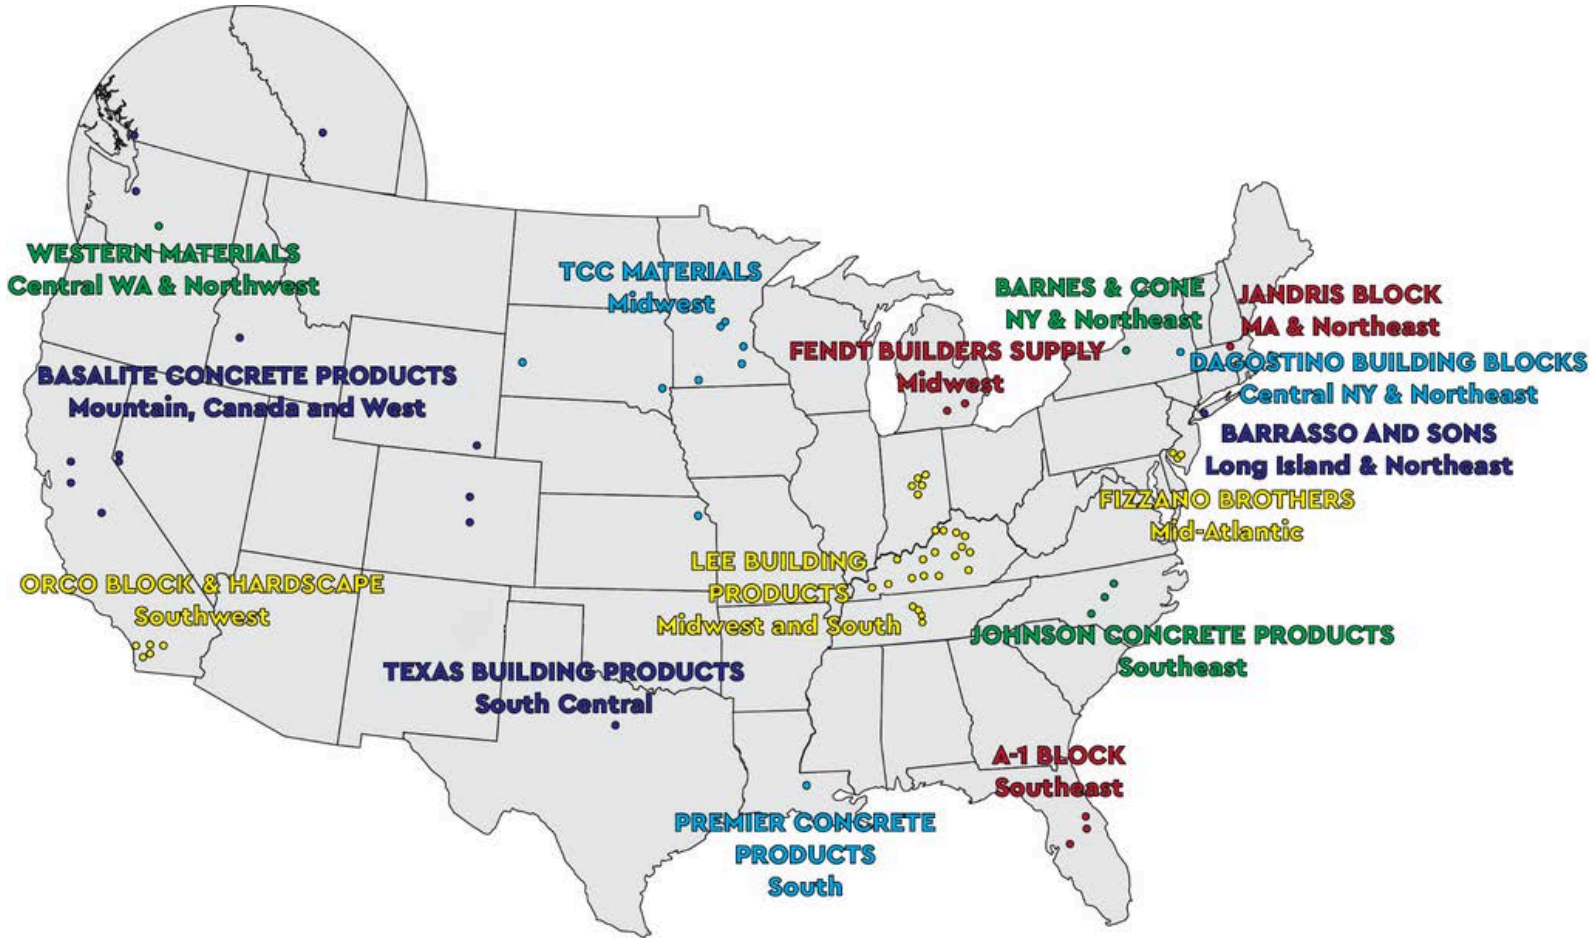 WESTERN MATERIALS
Central WA & Northwest
TCC MATERIALS
Midwest
BARNES & CONE
NY & Northeast
JANDRIS BLOCK
MA & Northeast
FENDT BUILDERS SUPPLY
Midwest
DAGOSTINO BUILDING BLOCKS
Central NY & Northeast
BASALITE CONCRETE PRODUCTS
Mountain, Canada and West
BARRASSO AND SONS
Long Island & Northeast
FIZZANO BROTHERS
Mid-Atlantic
LEE BUILDING
PRODUCTS
Midwest and South
ORCO BLOCK & HARDSCAPE
Southwest
JOHNSON CONCRETE PRODUCTS
Southeast
TEXAS BUILDING PRODUCTS
South Central
A-1 BLOCK
Southeast
PREMIER CONCRETE
PRODUCTS
South